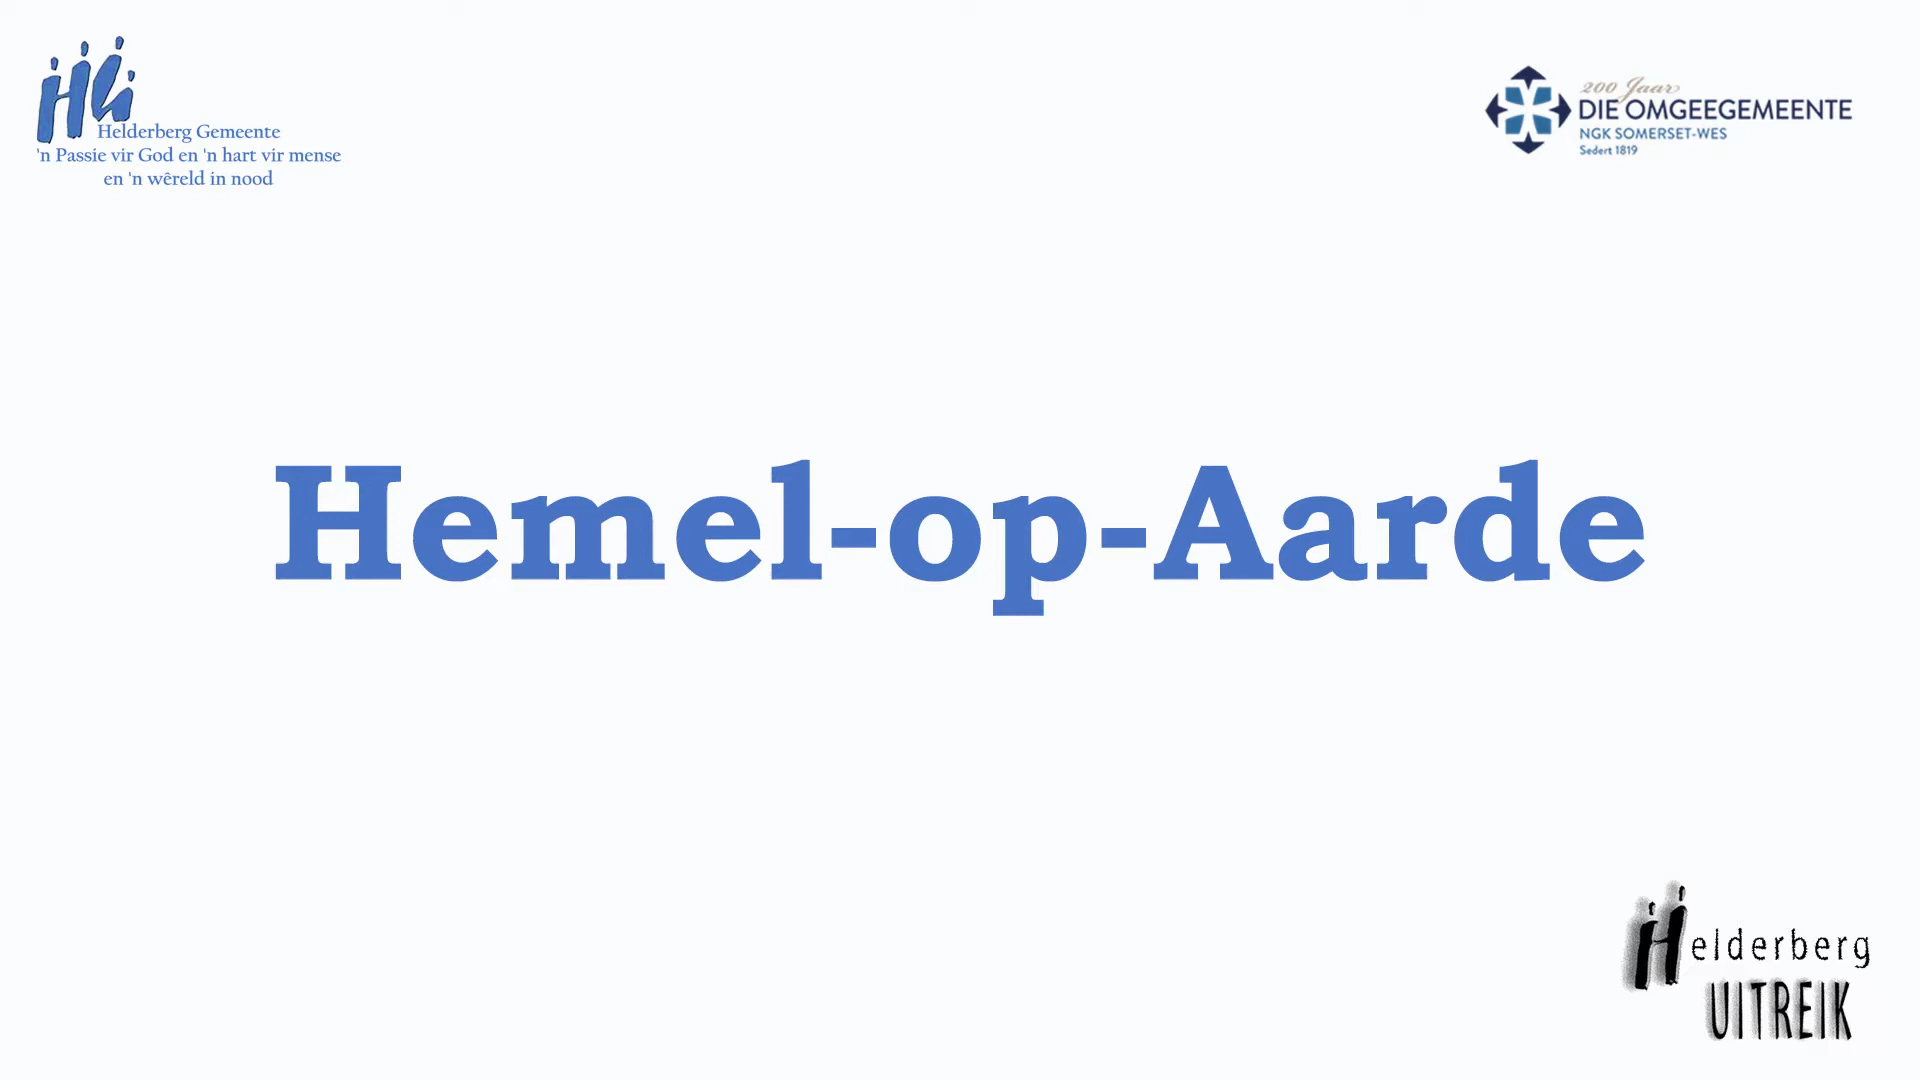 HG
Helderberg Gemeente
'n Passie vir God en 'n hart vir mense
en 'n wêreld in nood
200 Jaar
DIE OMGEEGEMEENTE
NGK SOMERSET-WES
Sedert 1819
Hemel-op-Aarde
Helderberg
UITREIK